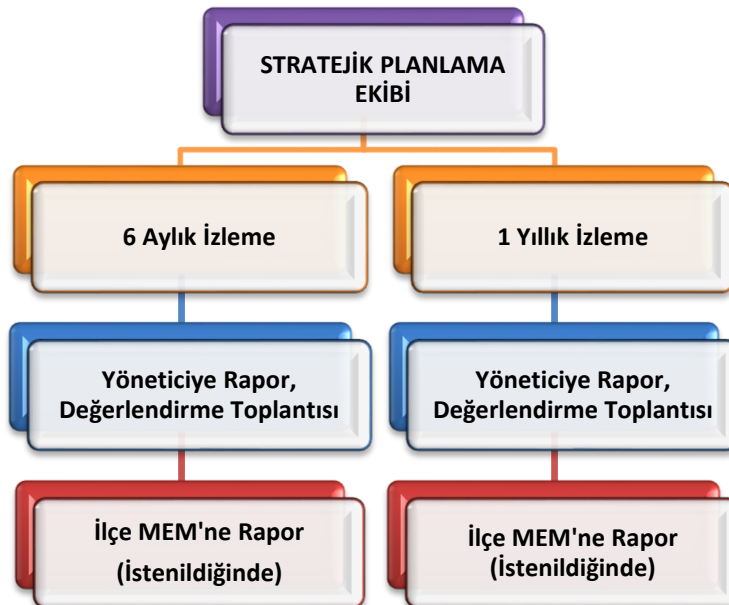 STRATEJİK PLANLAMA
EKİBİ
6 Aylık İzleme
1 Yıllık İzleme
Yöneticiye Rapor,
Değerlendirme Toplantısı
Yöneticiye Rapor,
Değerlendirme Toplantısı
İlçe MEM'ne Rapor
(İstenildiğinde)
İlçe MEM'ne Rapor
(İstenildiğinde)